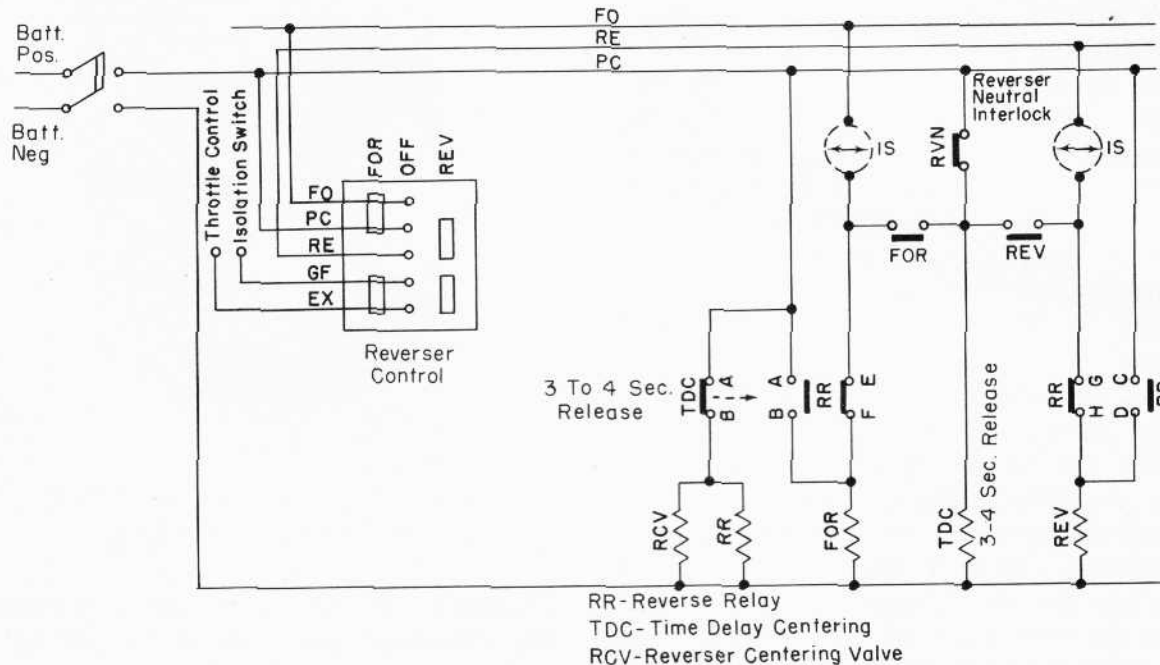 FO
RE
PC
Batt.
Pos.
Batt.
Neg
Throttle Control
Isolation Switch
FOR
OFF
REV
FO
PC
RE
GF
EX
Reverser
Control
IS
RVN
Reverser
Neutral
Interlock
IS
FOR
REV
3 To 4 Sec.
Release
TDC
A
B
A
B
RR
E
F
RR
G
H
C
D
RCV
RR
FOR
TDC
3-4 Sec. Release
REV
RR-Reverse Relay
TDC-Time Delay Centering
RCV-Reverser Centering Valve